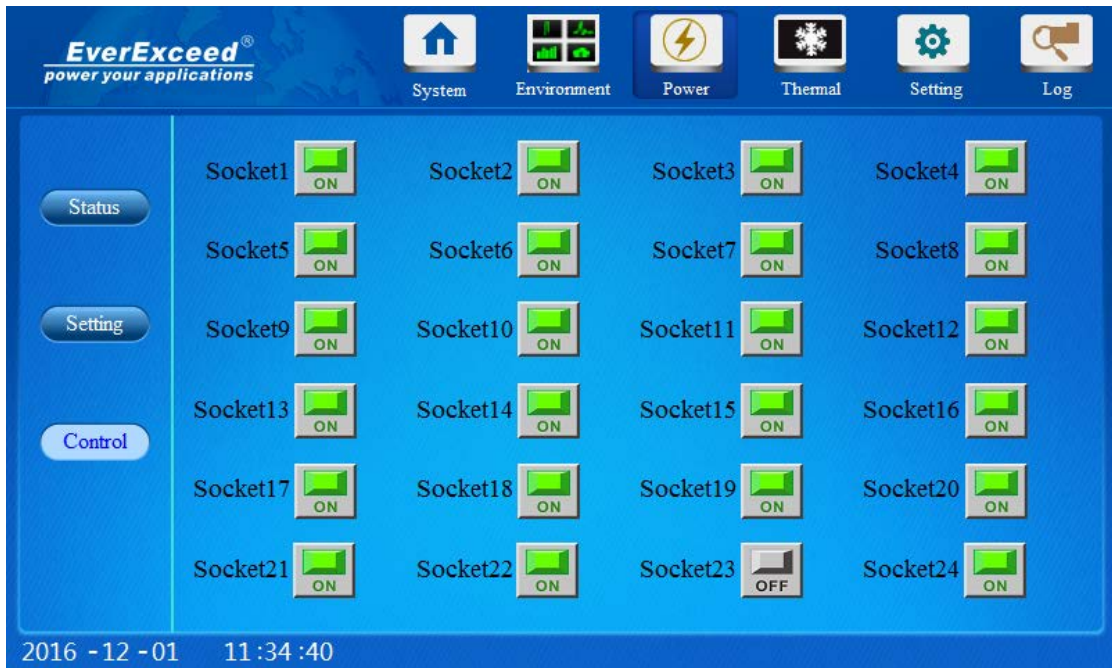 EverExceed®
power your applications
System Environment Power Thermal Setting Log
Socket1 ON Socket2 ON Socket3 ON Socket4 ON
Status
Socket5 ON Socket6 ON Socket7 ON Socket8 ON
Setting
Socket9 ON Socket10 ON Socket11 ON Socket12 ON
Socket13 ON Socket14 ON Socket15 ON Socket16 ON
Control
Socket17 ON Socket18 ON Socket19 ON Socket20 ON
Socket21 ON Socket22 ON Socket23 OFF Socket24 ON
2016 -12 -01 11:34:40